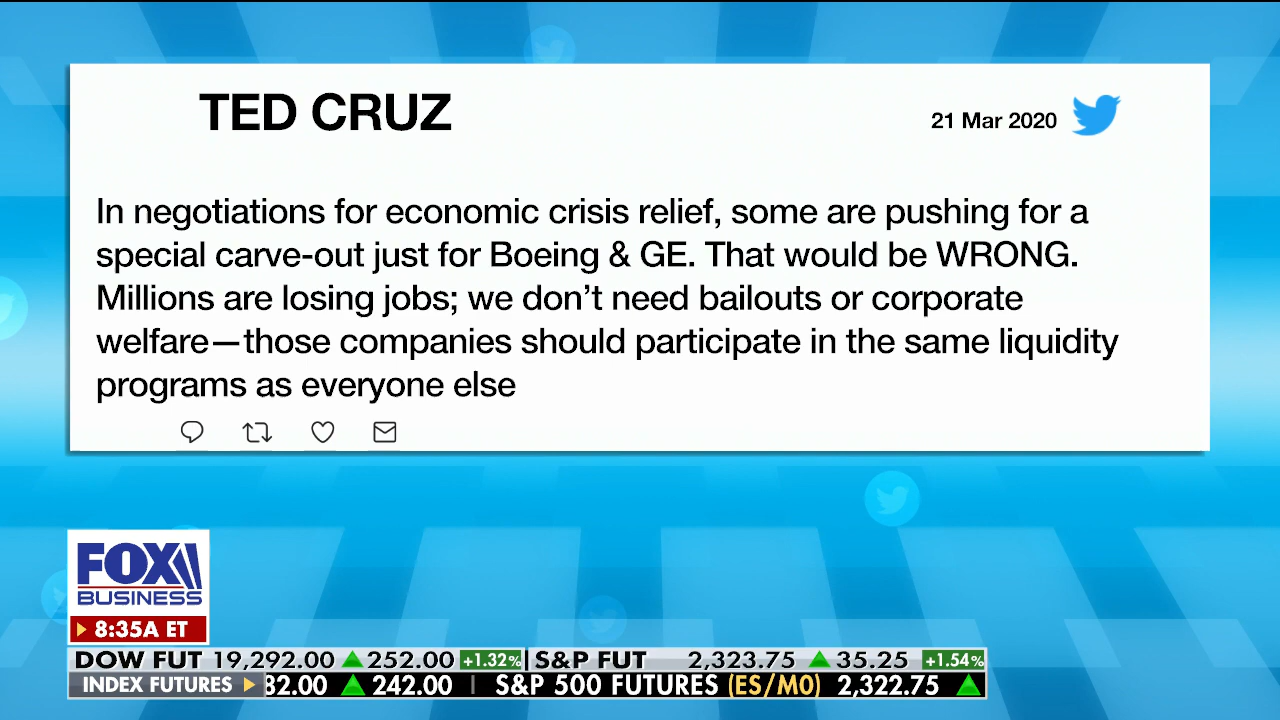 TED CRUZ
21 Mar 2020
In negotiations for economic crisis relief, some are pushing for a
special carve-out just for Boeing & GE. That would be WRONG.
Millions are losing jobs; we don’t need bailouts or corporate
welfare—those companies should participate in the same liquidity
programs as everyone else
FOX
BUSINESS
8:35A ET
DOW FUT 19,292.00 252.00 +1.32% S&P FUT 2,323.75 35.25 +1.54%
INDEX FUTURES 82.00 242.00 | S&P 500 FUTURES (ES/M0) 2,322.75